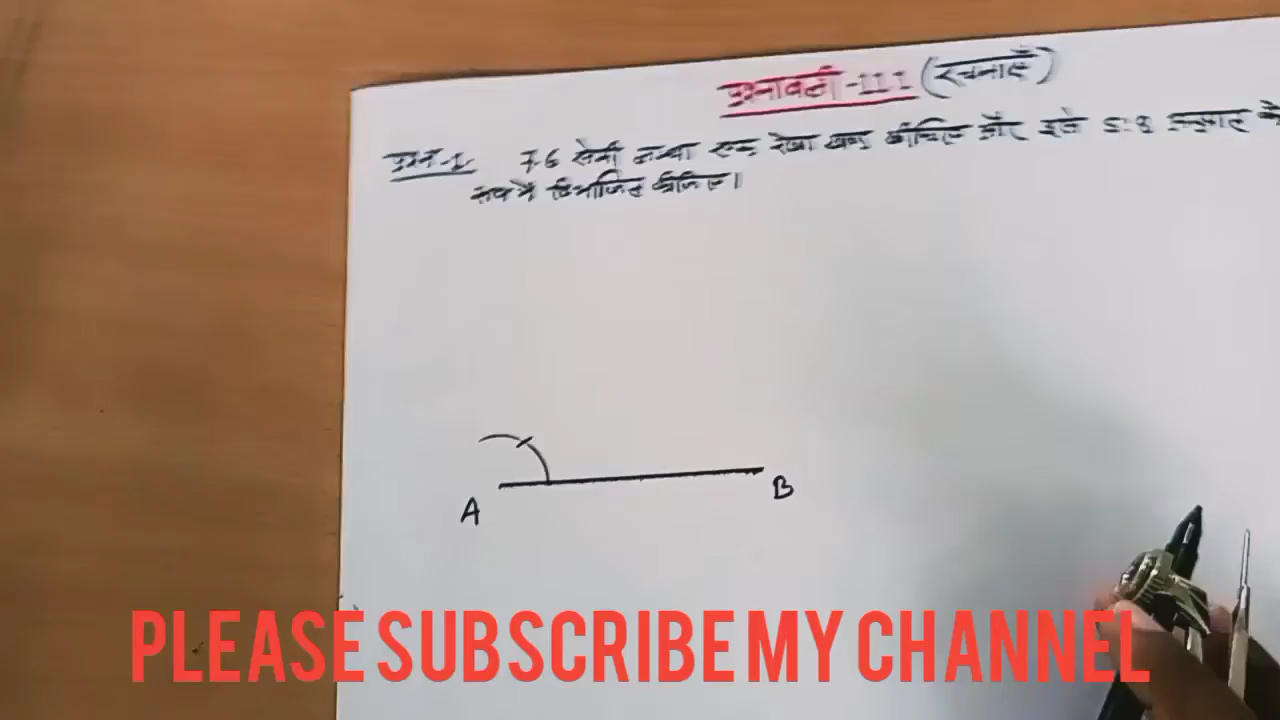 प्रश्नावली-11.1 (रचनाएँ)
प्रश्न-1. 7.6 सेमी लम्बा एक रेखा खण्ड खींचिए और इसे 5:8 अनुपात के
रूप में विभाजित कीजिए।
A B
PLEASE SUBSCRIBE MY CHANNEL